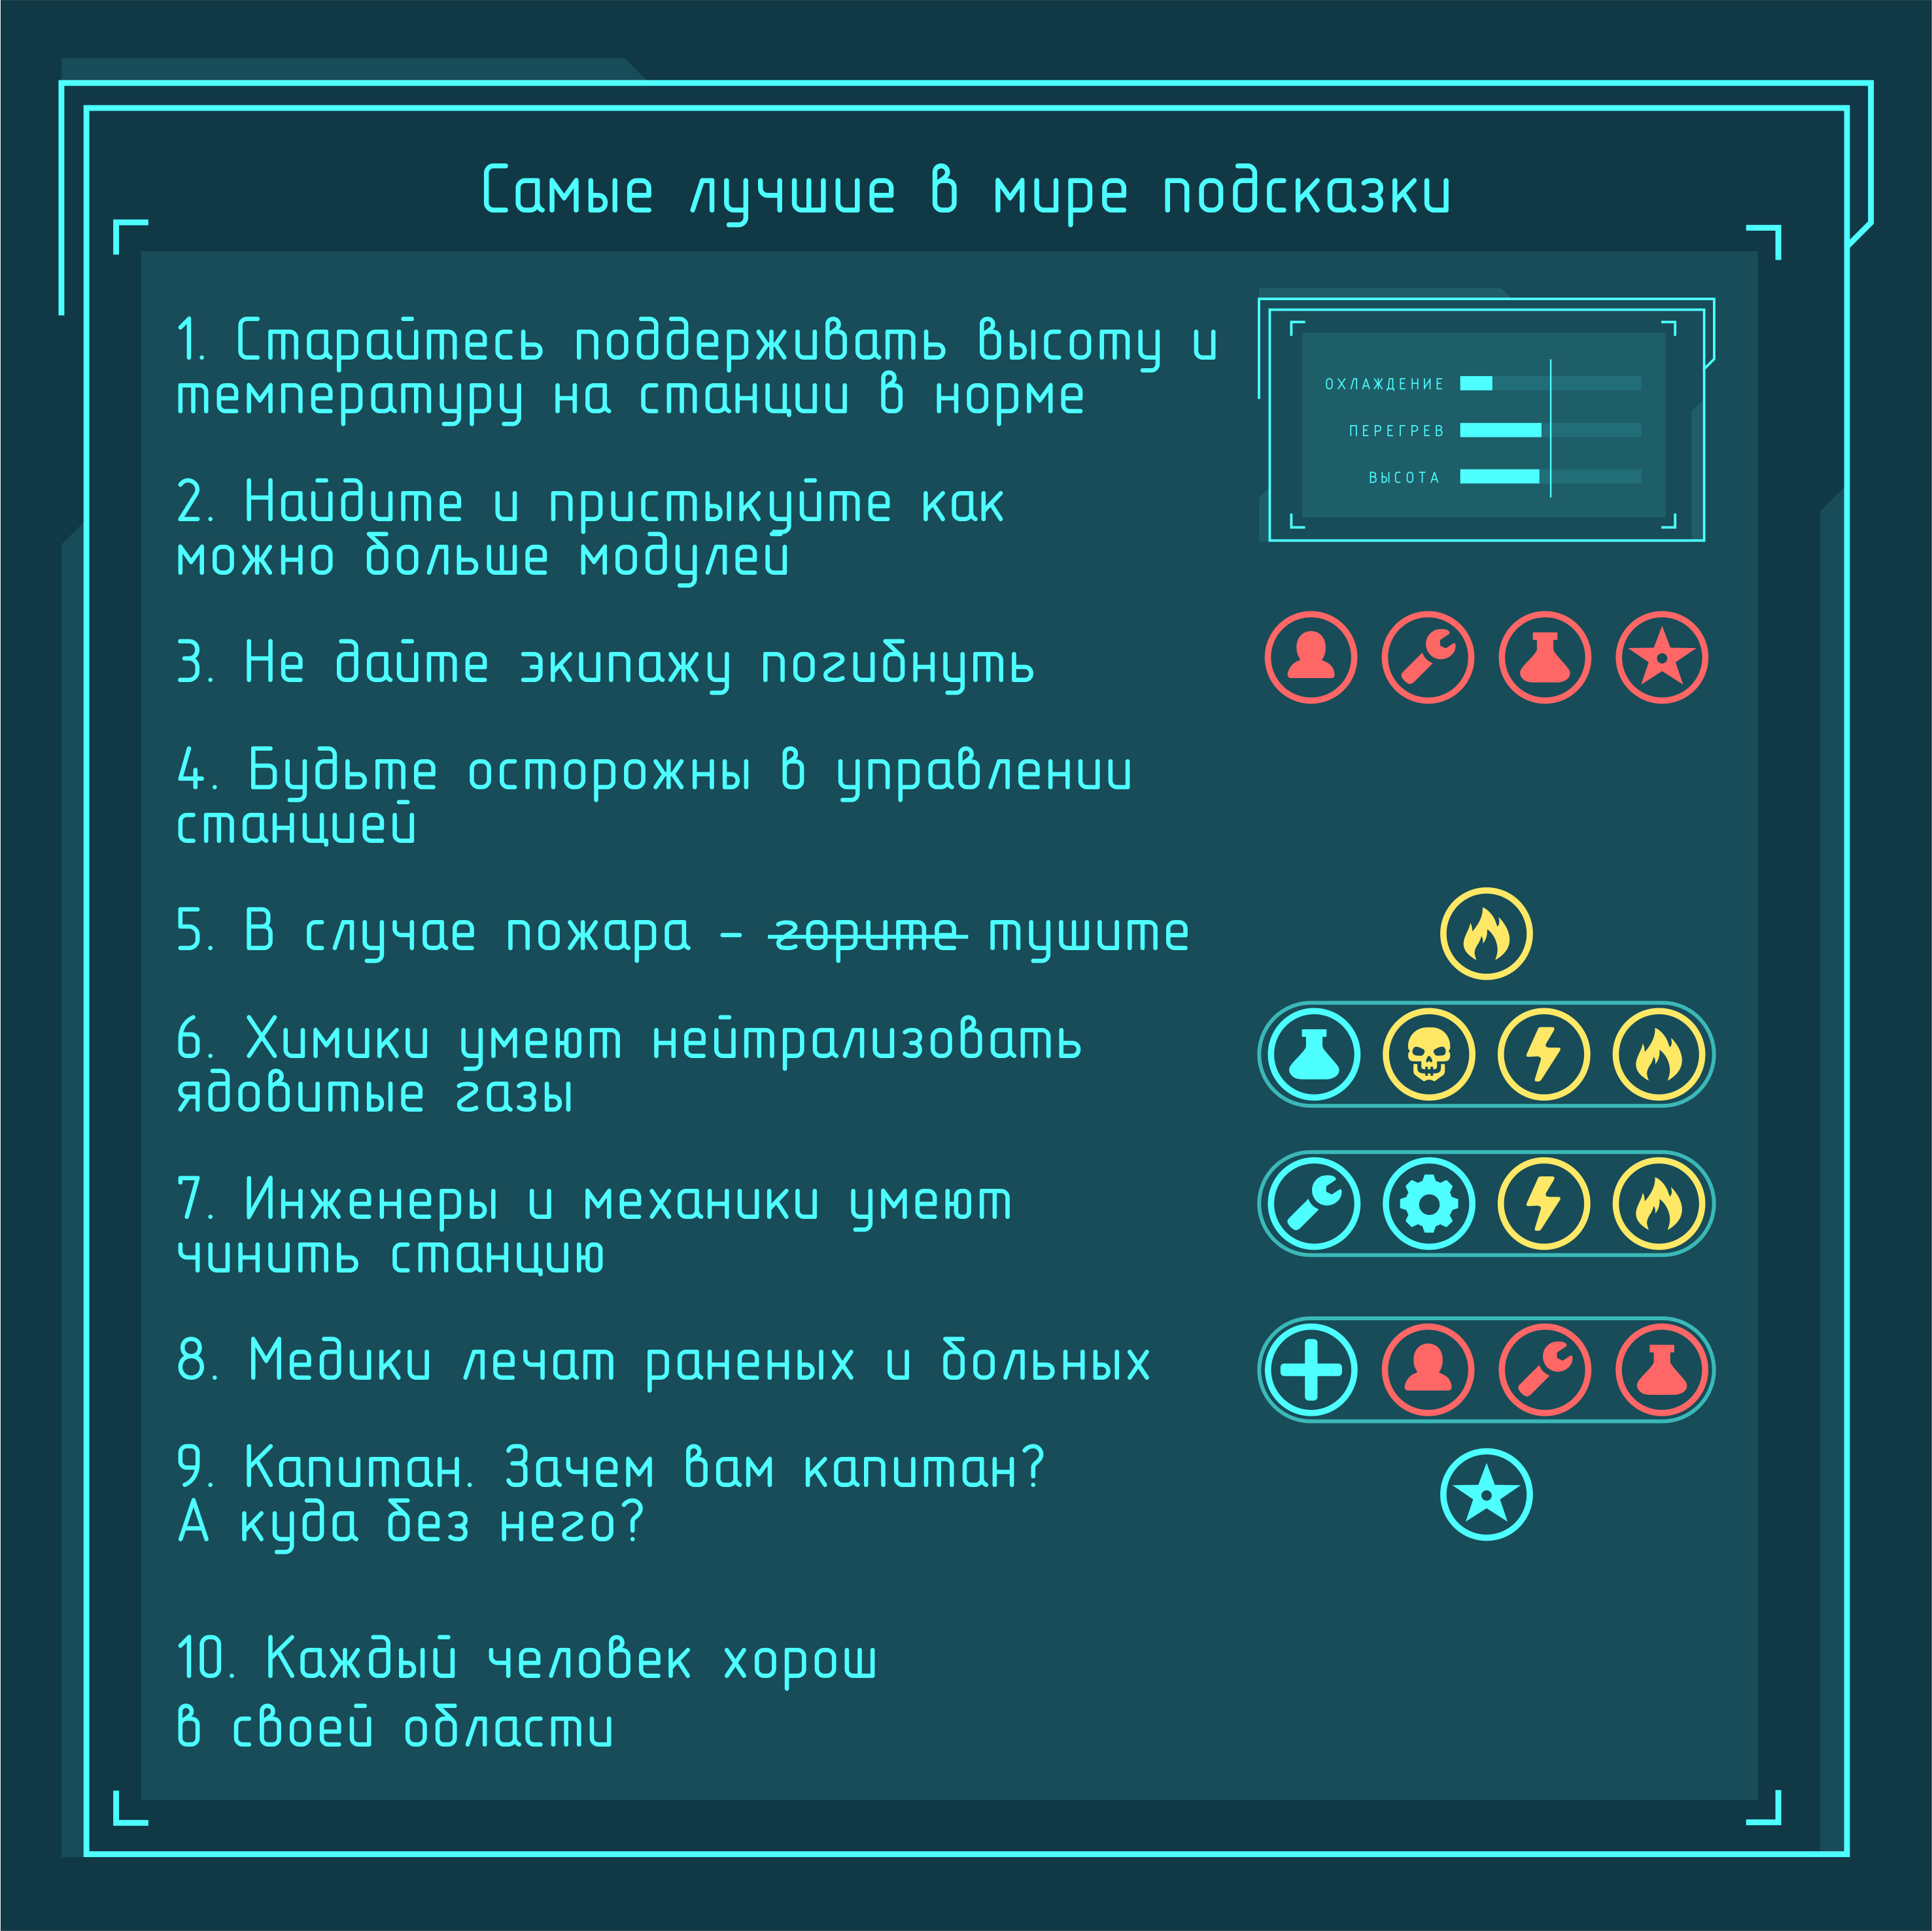 Самые лучшие в мире подсказки
1. Старайтесь поддерживать высоту и
температуру на станции в норме
ОХЛАЖДЕНИЕ
ПЕРЕГРЕВ
ВЫСОТА
2. Найдите и пристыкуйте как
можно больше модулей
3. Не дайте экипажу погибнуть
4. Будьте осторожны в управлении
станцией
5. В случае пожара - горите тушите
6. Химики умеют нейтрализовать
ядовитые газы
7. Инженеры и механики умеют
чинить станцию
8. Медики лечат раненых и больных
9. Капитан. Зачем вам капитан?
А куда без него?
10. Каждый человек хорош
в своей области